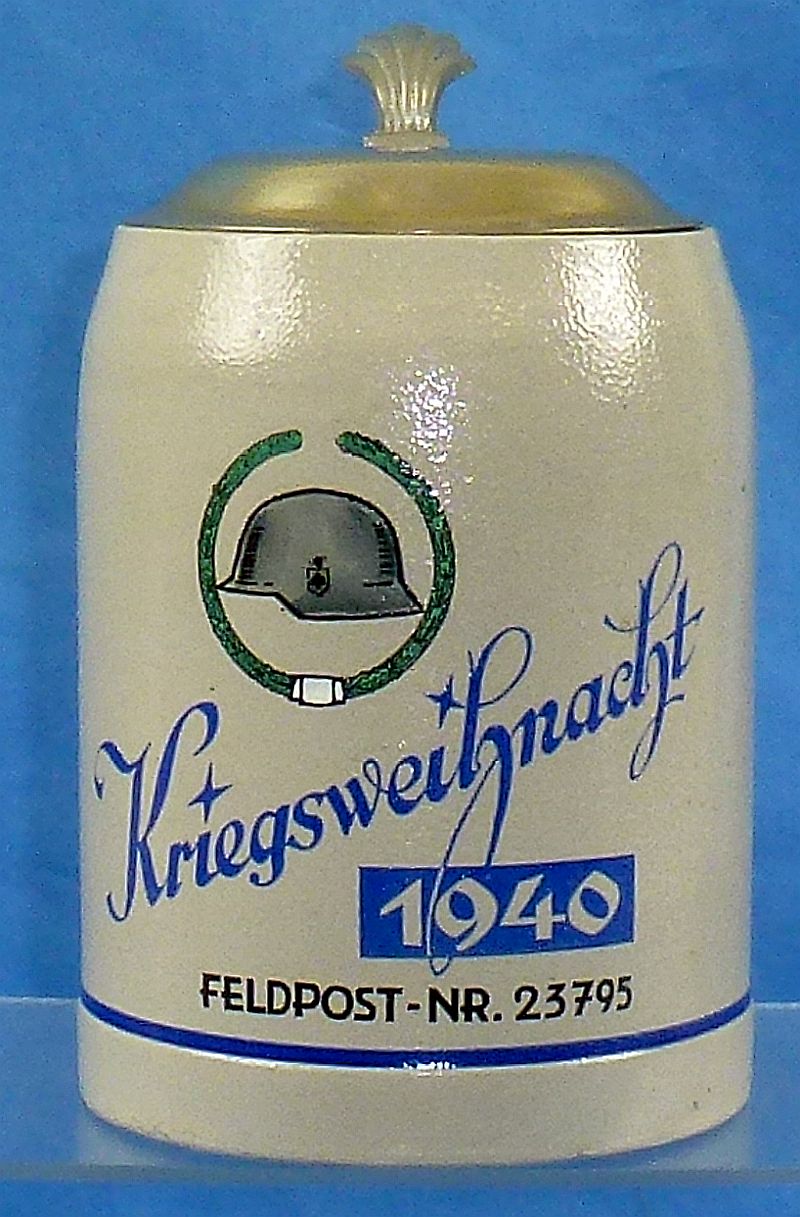 Kriegsweihnacht
1940
FELDPOST-NR. 23795